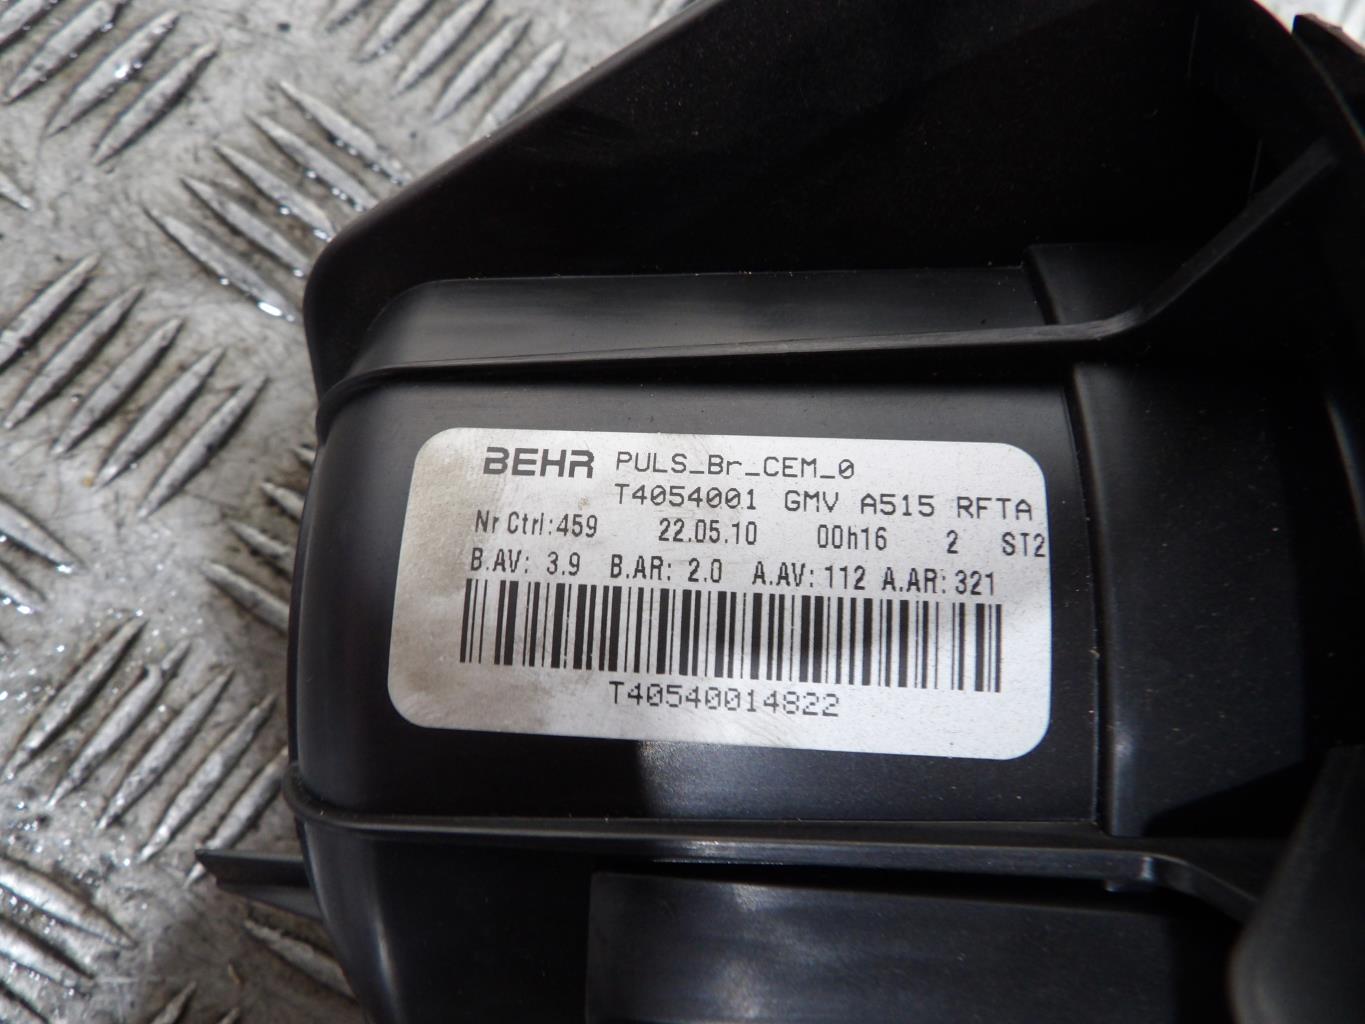 BEHR PULS_Br_CEM_0
T4054001 GMV A515 RFTA
Nr Ctrl:459 22.05.10 00h16 2 ST2
B.AV: 3.9 B.AR: 2.0 A.AV: 112 A.AR: 321
T40540014822